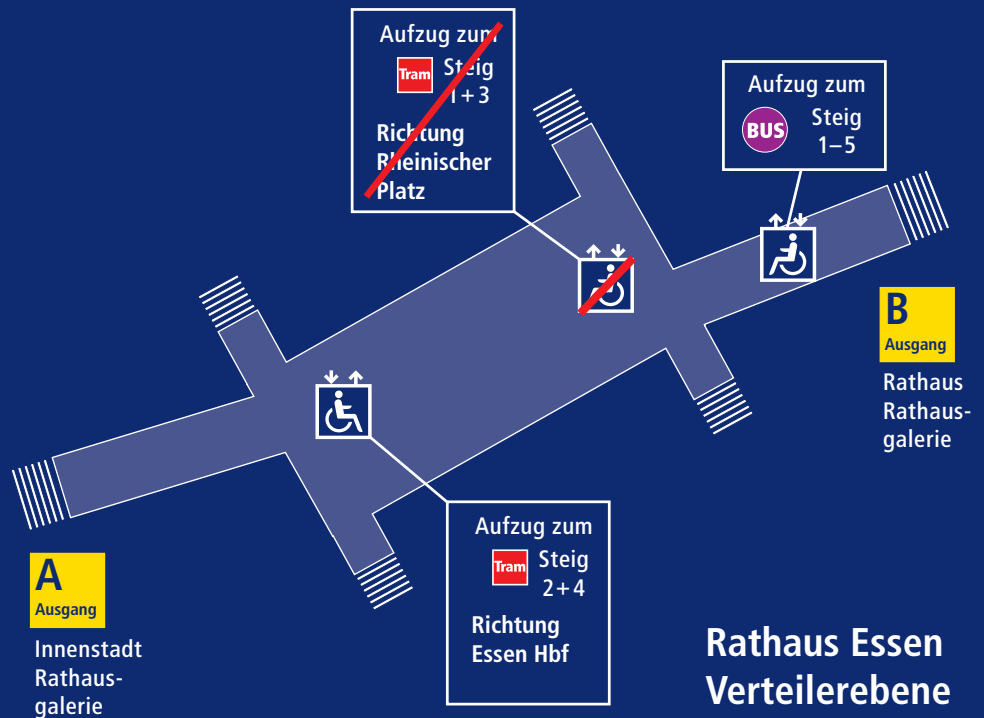 Aufzug zum
Tram Steig
1+3
Richtung
Rheinischer
Platz
Aufzug zum
BUS Steig
1–5
B
Ausgang
Rathaus
Rathaus-
galerie
A
Ausgang
Innenstadt
Rathaus-
galerie
Aufzug zum
Tram Steig
2+4
Richtung
Essen Hbf
Rathaus Essen
Verteilerebene